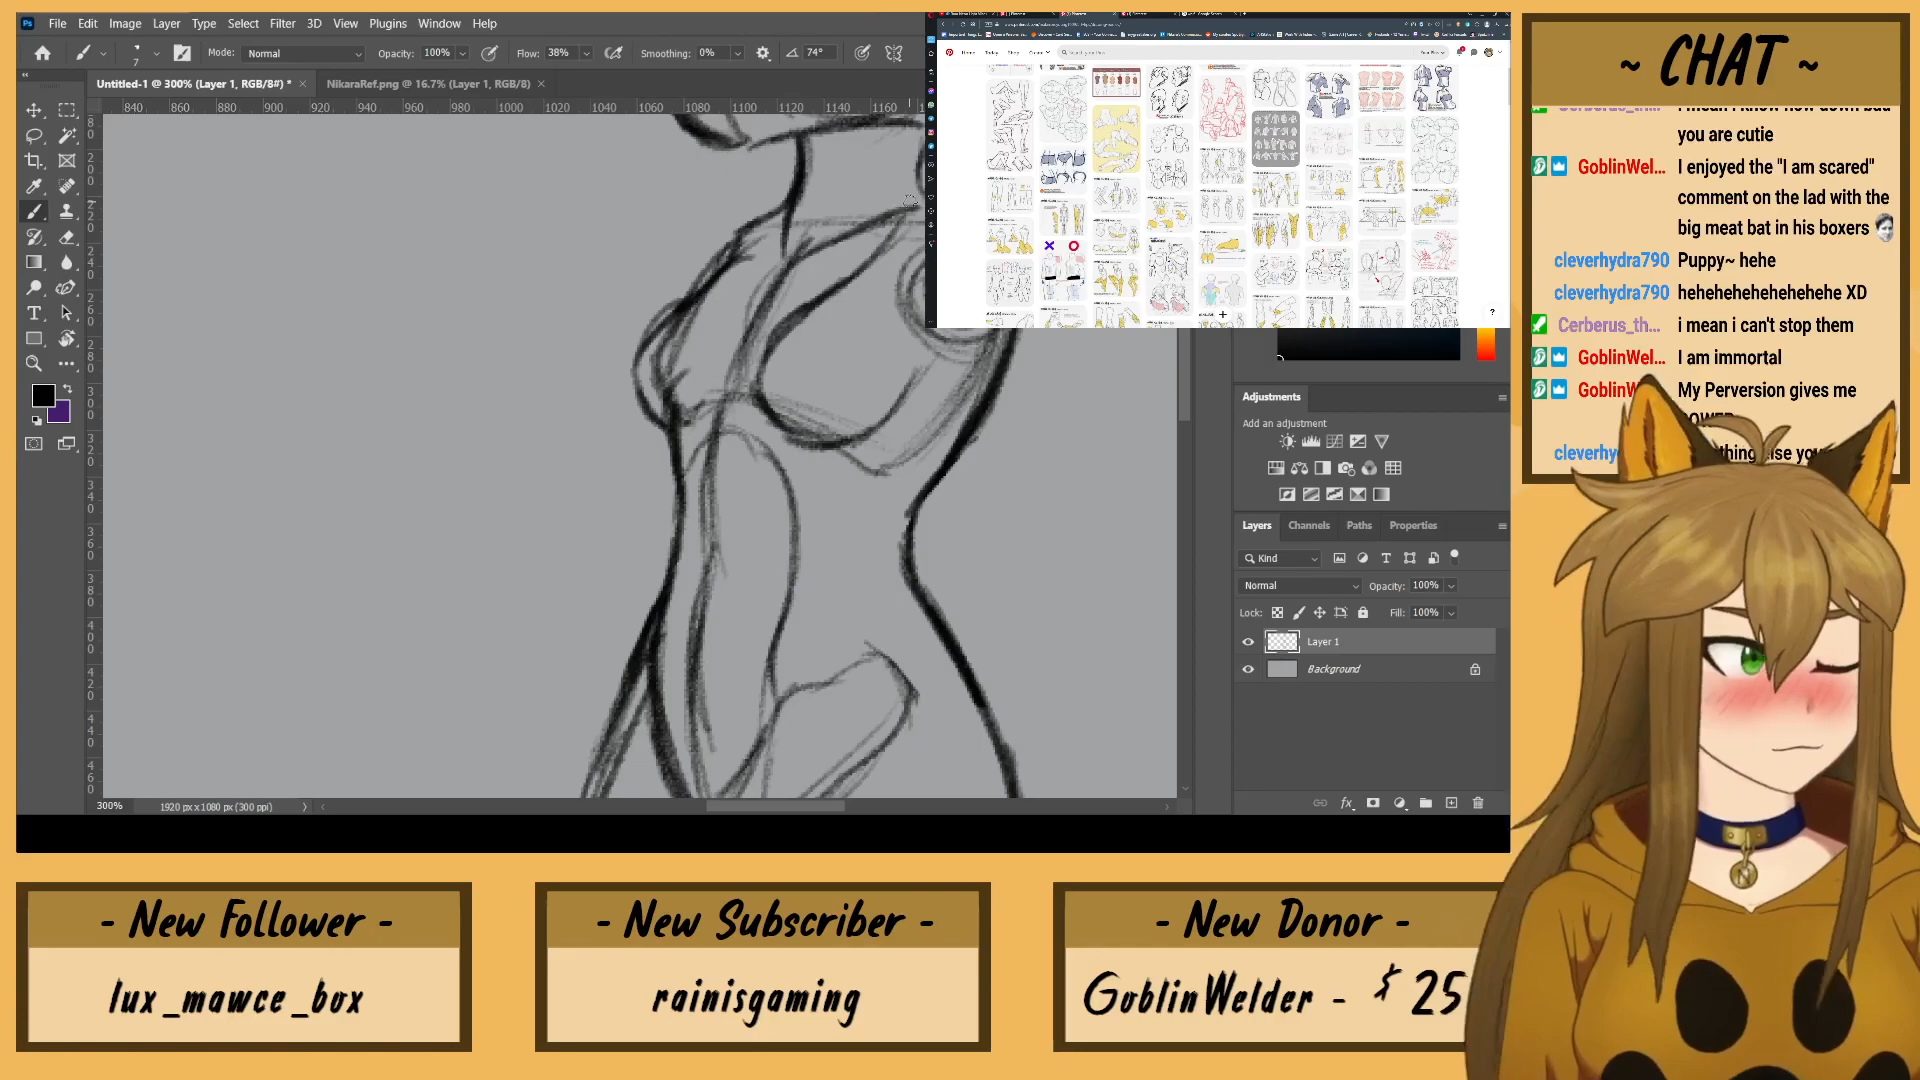 File Edit Image Layer Type Select Filter 3D View Plugins Window Help
7 Mode: Normal Opacity: 100% Flow: 38% Smoothing: 0% 74°
Untitled-1 @ 300% (Layer 1, RGB/8#) * × NikaraRef.png @ 16.7% (Layer 1, RGB/8) ×
840 860 880 900 920 940 960 980 1000 1020 1040 1060 1080 1100 1120 1140 1160
300% 1920 px x 1080 px (300 ppi)
Adjustments
Add an adjustment
Layers Channels Paths Properties
Kind
Normal Opacity: 100%
Lock: Fill: 100%
Layer 1
Background
~ CHAT ~
you are cutie
GoblinWel... I enjoyed the "I am scared"
comment on the lad with the
big meat bat in his boxers
cleverhydra790 Puppy~ hehe
cleverhydra790 hehehehehehehehe XD
Cerberus_th... i mean i can't stop them
GoblinWel... I am immortal
GoblinW My Perversion gives me
- New Follower -
lux_mawce_box
- New Subscriber -
rainisgaming
- New Donor -
GoblinWelder - $ 25